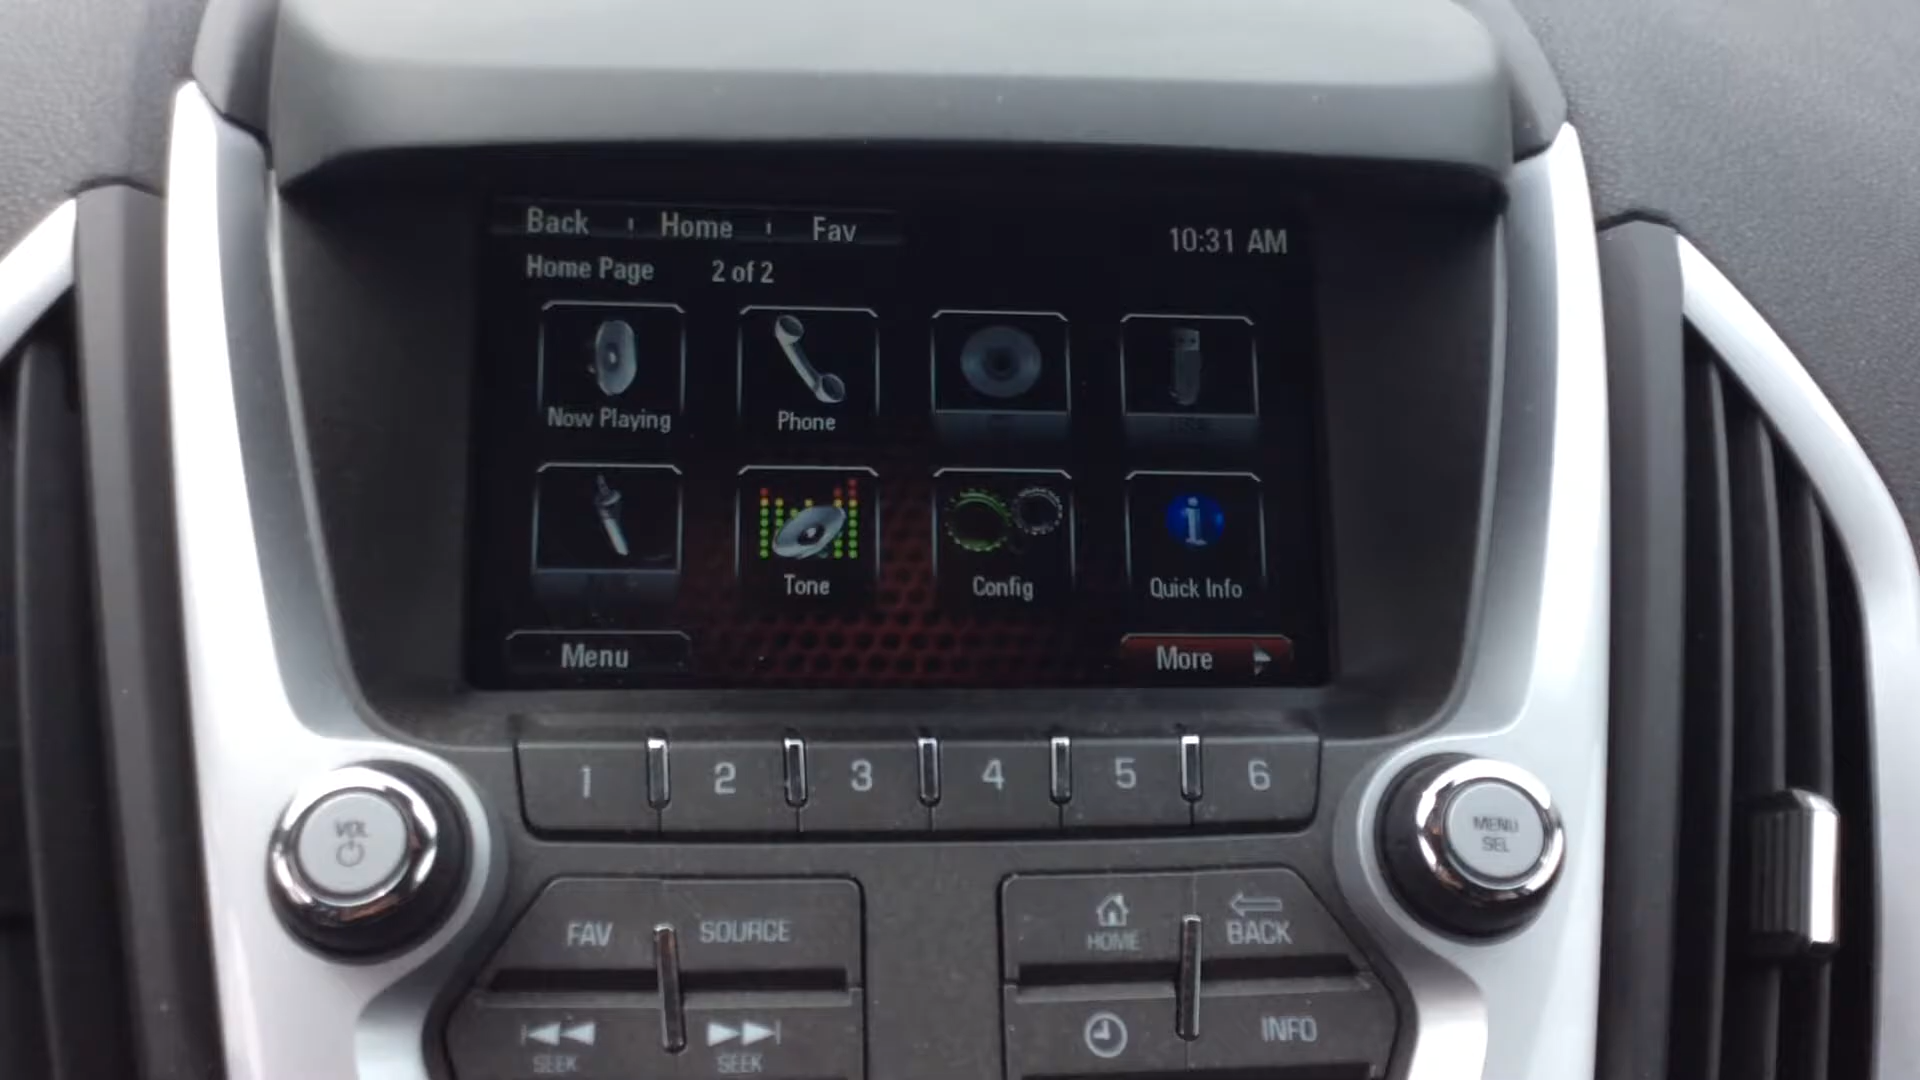 Back Home Fav
10:31 AM
Home Page 2 of 2
Now Playing
Phone
Tone
Config
Quick Info
Menu
More
1 2 3 4 5 6
VOL
MENU
SEL
FAV
SOURCE
HOME
BACK
SEEK
SEEK
INFO